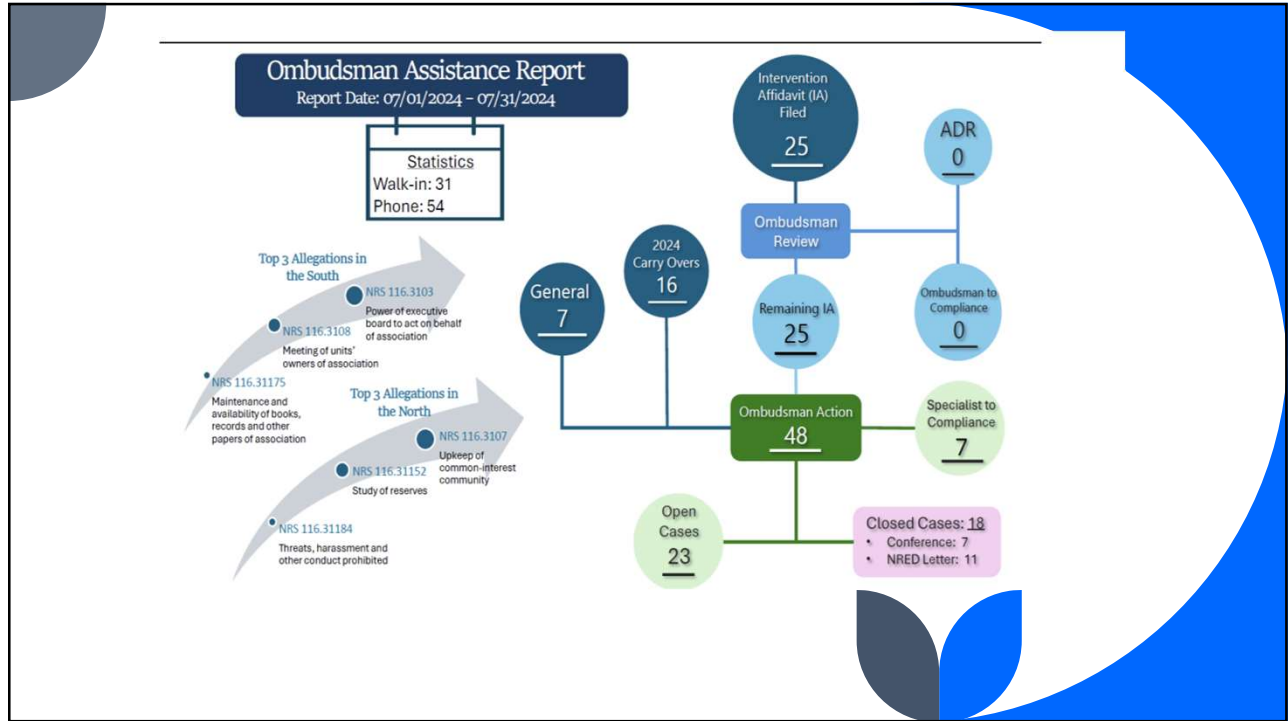 Ombudsman Assistance Report
Report Date: 07/01/2024 – 07/31/2024
Statistics
Walk-in: 31
Phone: 54
Top 3 Allegations in
the South
NRS 116.3103
Power of executive
board to act on behalf
of association
NRS 116.3108
Meeting of units'
owners of association
NRS 116.31175
Maintenance and
availability of books,
records and other
papers of association
Top 3 Allegations in
the North
NRS 116.3107
Upkeep of
common-interest
community
NRS 116.31152
Study of reserves
NRS 116.31184
Threats, harassment and
other conduct prohibited
Intervention
Affidavit (IA)
Filed
25
ADR
0
Ombudsman
Review
2024
Carry Overs
16
General
7
Remaining IA
25
Ombudsman to
Compliance
0
Ombudsman Action
48
Specialist to
Compliance
7
Open
Cases
23
Closed Cases: 18
• Conference: 7
• NRED Letter: 11